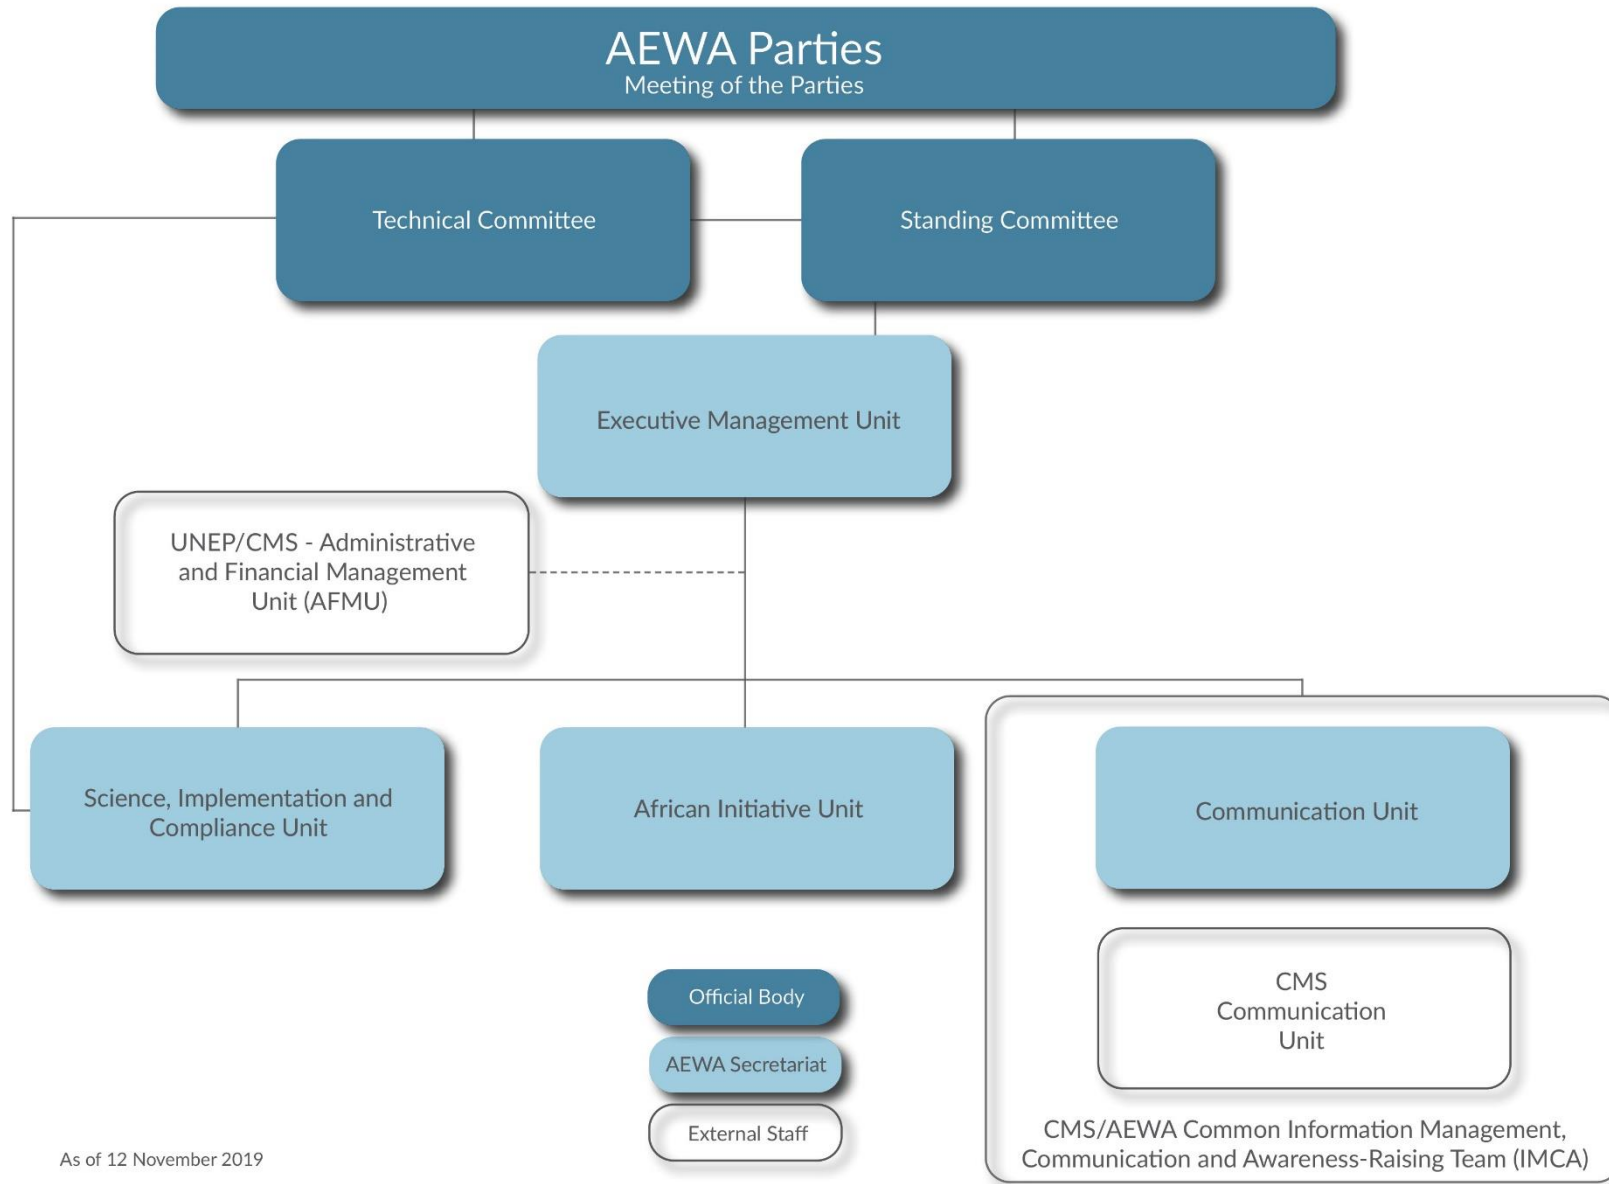 AEWA Parties
Meeting of the Parties
Technical Committee
Standing Committee
Executive Management Unit
UNEP/CMS - Administrative
and Financial Management
Unit (AFMU)
Science, Implementation and
Compliance Unit
African Initiative Unit
Communication Unit
CMS
Communication
Unit
CMS/AEWA Common Information Management,
Communication and Awareness-Raising Team (IMCA)
Official Body
AEWA Secretariat
External Staff
As of 12 November 2019